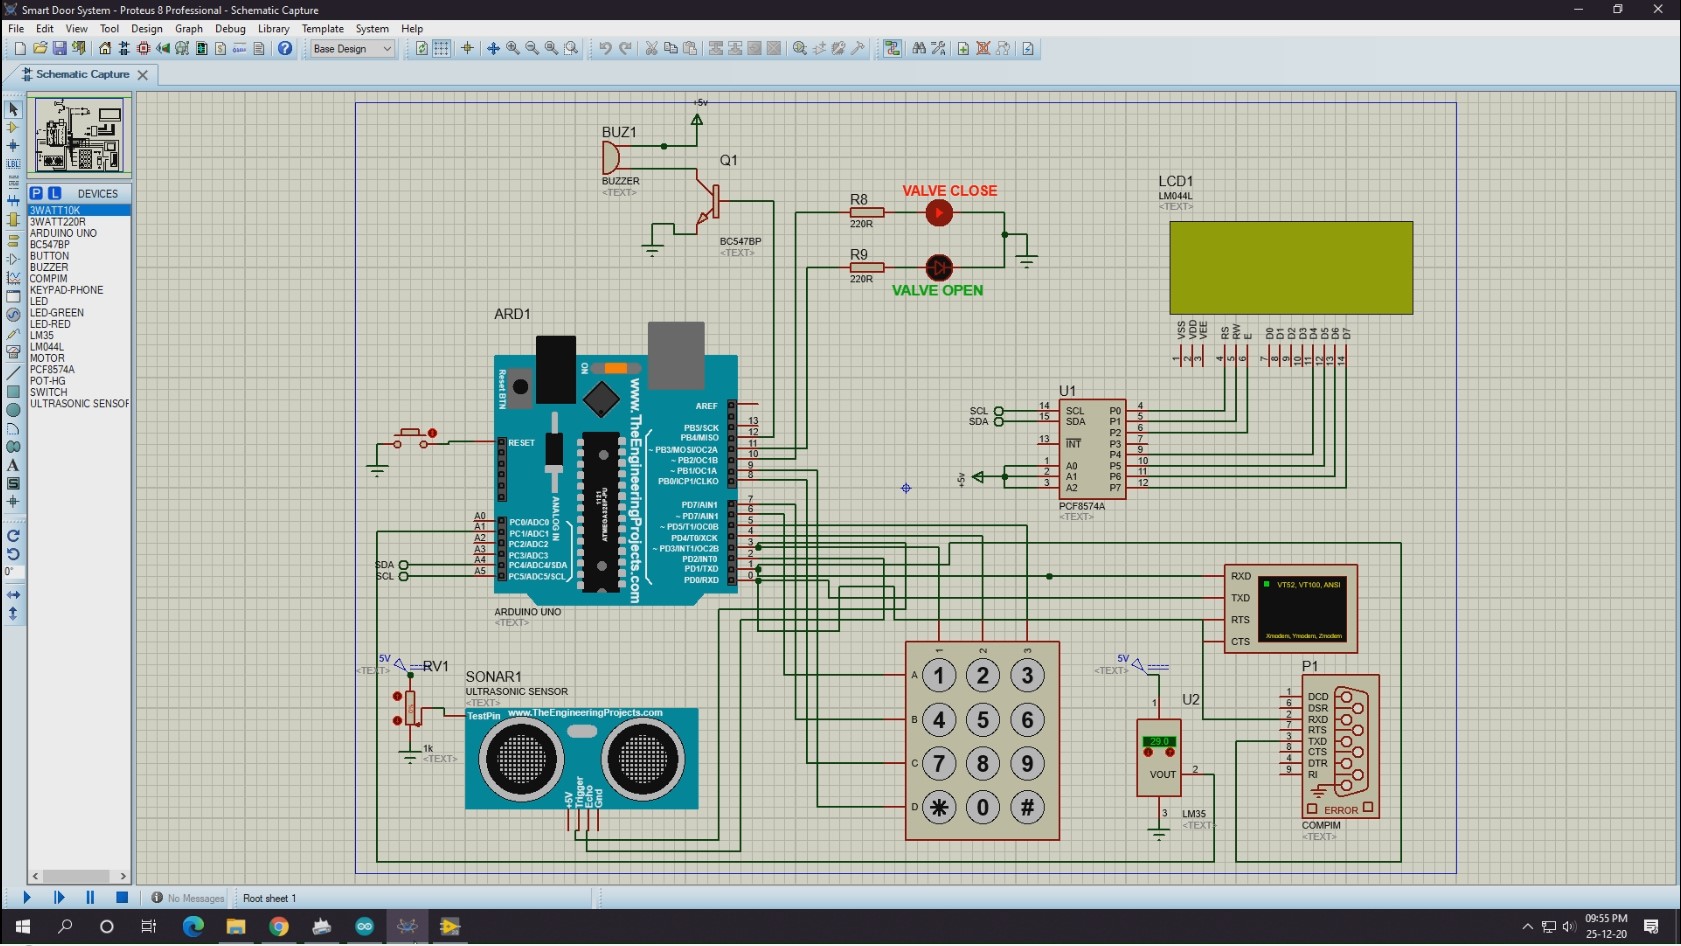 Smart Door System - Proteus 8 Professional - Schematic Capture
File Edit View Tool Design Graph Debug Library Template System Help
Base Design
Schematic Capture
P L DEVICES
3WATT10K
3WATT220R
ARDUINO UNO
BC547BP
BUTTON
BUZZER
COMPIM
KEYPAD-PHONE
LED
LED-GREEN
LED-RED
LM35
LM044L
MOTOR
PCF8574A
POT-HG
SWITCH
ULTRASONIC SENSOR
LBL
0°
+5v
BUZ1
BUZZER
<TEXT>
Q1
BC547BP
<TEXT>
R8
220R
VALVE CLOSE
R9
220R
VALVE OPEN
LCD1
LM044L
<TEXT>
VSS VDD VEE RS RW E D0 D1 D2 D3 D4 D5 D6 D7
1 2 3 4 5 6 7 8 9 10 11 12 13 14
ARD1
Reset BTN
ON
www.TheEngineeringProjects.com
ANALOG IN
1121
ATMEGA328P-PU
RESET
AREF
PB5/SCK 13
PB4/MISO 12
~ PB3/MOSI/OC2A 11
~ PB2/OC1B 10
~ PB1/OC1A 9
PB0/ICP1/CLKO 8
PD7/AIN1 7
~ PD7/AIN1 6
~ PD5/T1/OC0B 5
PD4/T0/XCK 4
~ PD3/INT1/OC2B 3
PD2/INT0 2
PD1/TXD 1
PD0/RXD 0
A0 PC0/ADC0
A1 PC1/ADC1
A2 PC2/ADC2
A3 PC3/ADC3
SDA A4 PC4/ADC4/SDA
SCL A5 PC5/ADC5/SCL
ARDUINO UNO
<TEXT>
U1
SCL 14 SCL P0 4
SDA 15 SDA P1 5
P2 6
13 INT P3 7
P4 9
1 A0 P5 10
2 A1 P6 11
3 A2 P7 12
+5v
PCF8574A
<TEXT>
RXD
TXD
RTS
CTS
VT52, VT100, ANSI
Xmodem, Ymodem, Zmodem
5V
<TEXT>
RV1
1k
<TEXT>
SONAR1
ULTRASONIC SENSOR
<TEXT>
TestPin
www.TheEngineeringProjects.com
+5V Trigger Echo Gnd
1 2 3
A 1 2 3
B 4 5 6
C 7 8 9
D * 0 #
5V
<TEXT>
U2
1
29.0
VOUT 2
3
LM35
<TEXT>
P1
1 DCD
6 DSR
2 RXD
7 RTS
3 TXD
8 CTS
4 DTR
9 RI
ERROR
COMPIM
<TEXT>
No Messages
Root sheet 1
09:55 PM
25-12-20